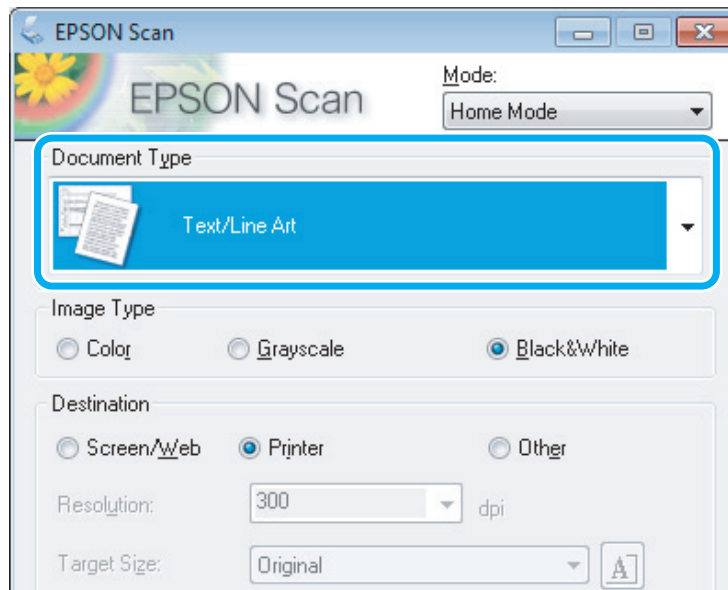 EPSON Scan
EPSON Scan
Mode:
Home Mode
Document Type
Text/Line Art
Image Type
Color Grayscale Black&White
Destination
Screen/Web Printer Other
Resolution: 300 dpi
Target Size: Original A